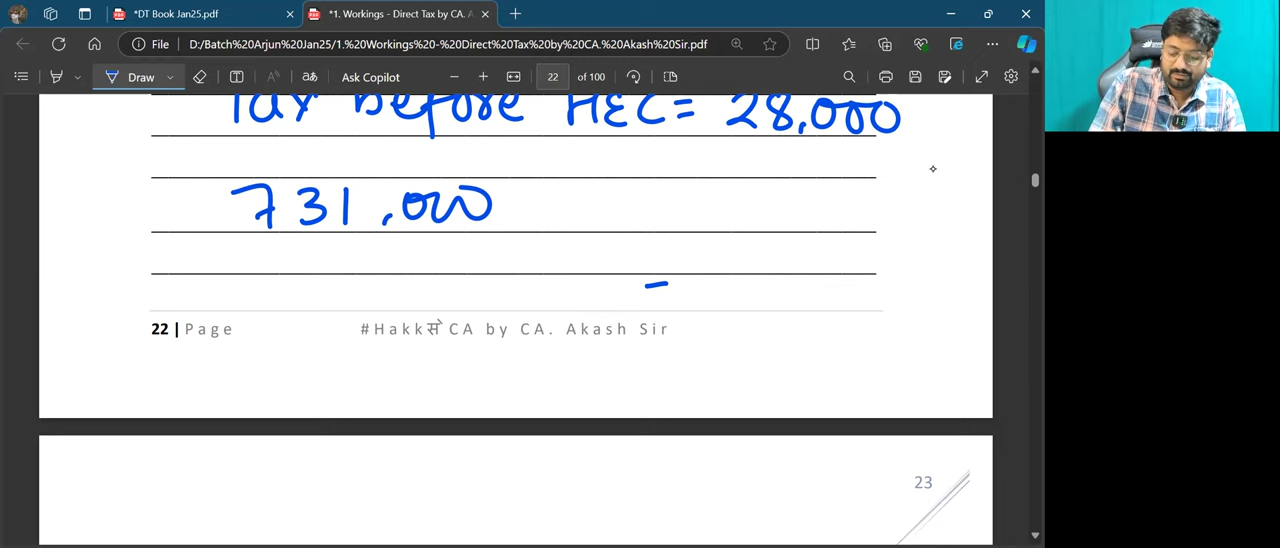 *DT Book Jan25.pdf
*1. Workings - Direct Tax by CA. A
File
D:/Batch%20Arjun%20Jan25/1.%20Workings%20-%20Direct%20Tax%20by%20CA.%20Akash%20Sir.pdf
Draw
aあ
Ask Copilot
22 of 100
Tax before HEC = 28,000
731,000
22 | Page
#Hakkसे CA by CA. Akash Sir
23